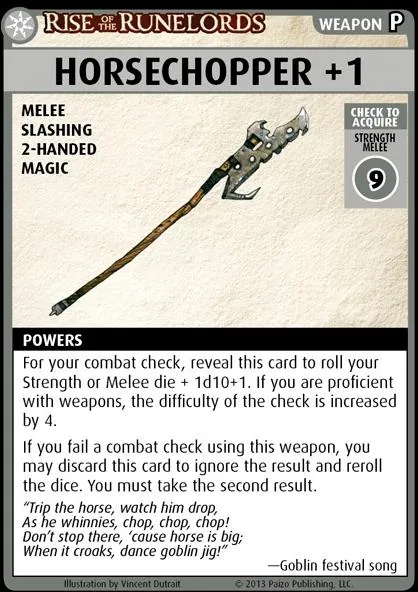 RISE OF THE RUNELORDS WEAPON P
HORSECHOPPER +1
MELEE
SLASHING
2-HANDED
MAGIC
CHECK TO
ACQUIRE
STRENGTH
MELEE
9
POWERS
For your combat check, reveal this card to roll your
Strength or Melee die + 1d10+1. If you are proficient
with weapons, the difficulty of the check is increased
by 4.
If you fail a combat check using this weapon, you
may discard this card to ignore the result and reroll
the dice. You must take the second result.
“Trip the horse, watch him drop,
As he whinnies, chop, chop, chop!
Don’t stop there, ‘cause horse is big;
When it croaks, dance goblin jig!”
—Goblin festival song
Illustration by Vincent Dutrait © 2013 Paizo Publishing, LLC.